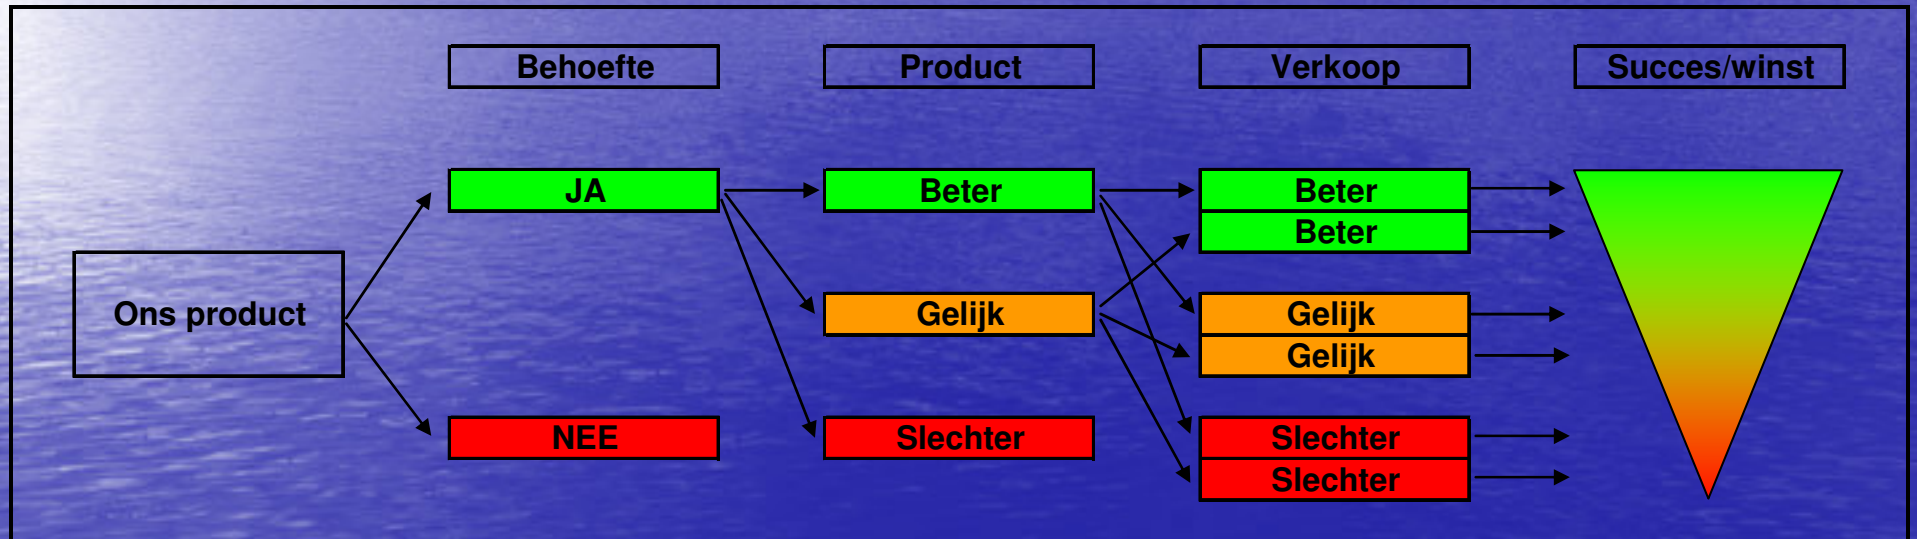 Behoefte
Product
Verkoop
Succes/winst
JA
Beter
Beter
Beter
Ons product
Gelijk
Gelijk
Gelijk
NEE
Slechter
Slechter
Slechter